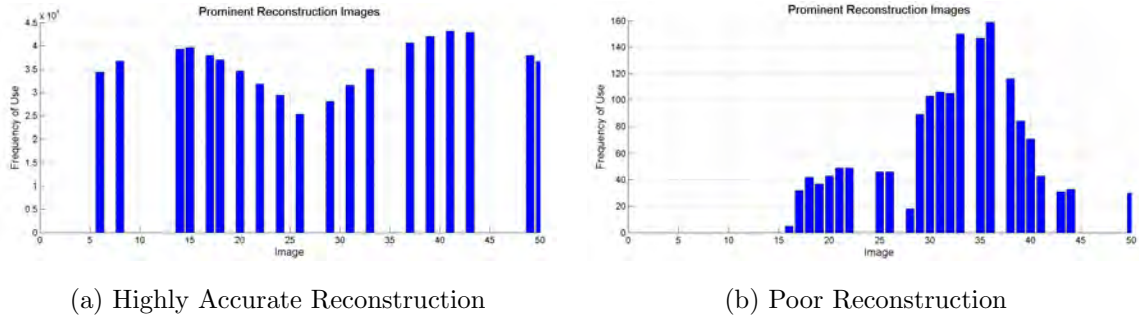 Prominent Reconstruction Images
x 10⁴
4.5
4
3.5
3
2.5
2
1.5
1
0.5
0
Frequency of Use
0 5 10 15 20 25 30 35 40 45 50
Image
(a) Highly Accurate Reconstruction
Prominent Reconstruction Images
160
140
120
100
80
60
40
20
0
Frequency of Use
0 5 10 15 20 25 30 35 40 45 50
Image
(b) Poor Reconstruction